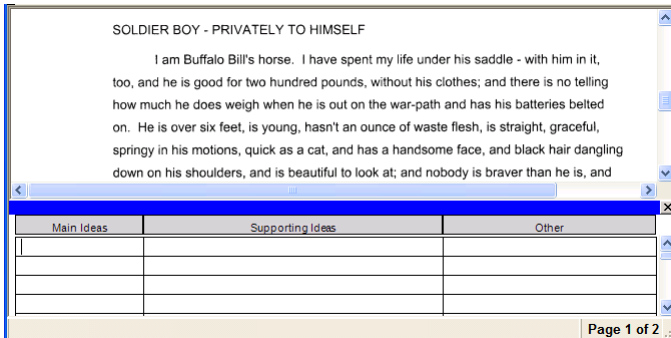 SOLDIER BOY - PRIVATELY TO HIMSELF
I am Buffalo Bill's horse. I have spent my life under his saddle - with him in it,
too, and he is good for two hundred pounds, without his clothes; and there is no telling
how much he does weigh when he is out on the war-path and has his batteries belted
on. He is over six feet, is young, hasn't an ounce of waste flesh, is straight, graceful,
springy in his motions, quick as a cat, and has a handsome face, and black hair dangling
down on his shoulders, and is beautiful to look at; and nobody is braver than he is, and
Main Ideas Supporting Ideas Other
Page 1 of 2